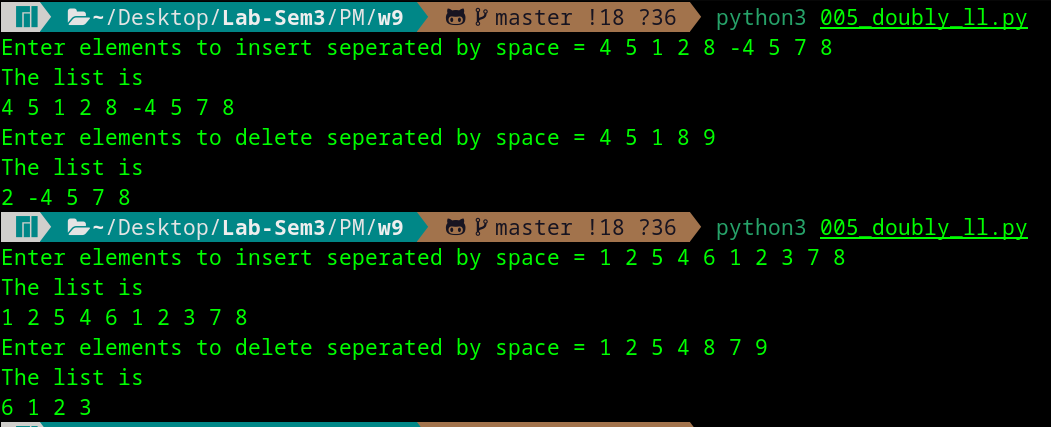 ~/Desktop/Lab-Sem3/PM/w9 master !18 ?36 python3 005_doubly_ll.py
Enter elements to insert seperated by space = 4 5 1 2 8 -4 5 7 8
The list is
4 5 1 2 8 -4 5 7 8
Enter elements to delete seperated by space = 4 5 1 8 9
The list is
2 -4 5 7 8
~/Desktop/Lab-Sem3/PM/w9 master !18 ?36 python3 005_doubly_ll.py
Enter elements to insert seperated by space = 1 2 5 4 6 1 2 3 7 8
The list is
1 2 5 4 6 1 2 3 7 8
Enter elements to delete seperated by space = 1 2 5 4 8 7 9
The list is
6 1 2 3